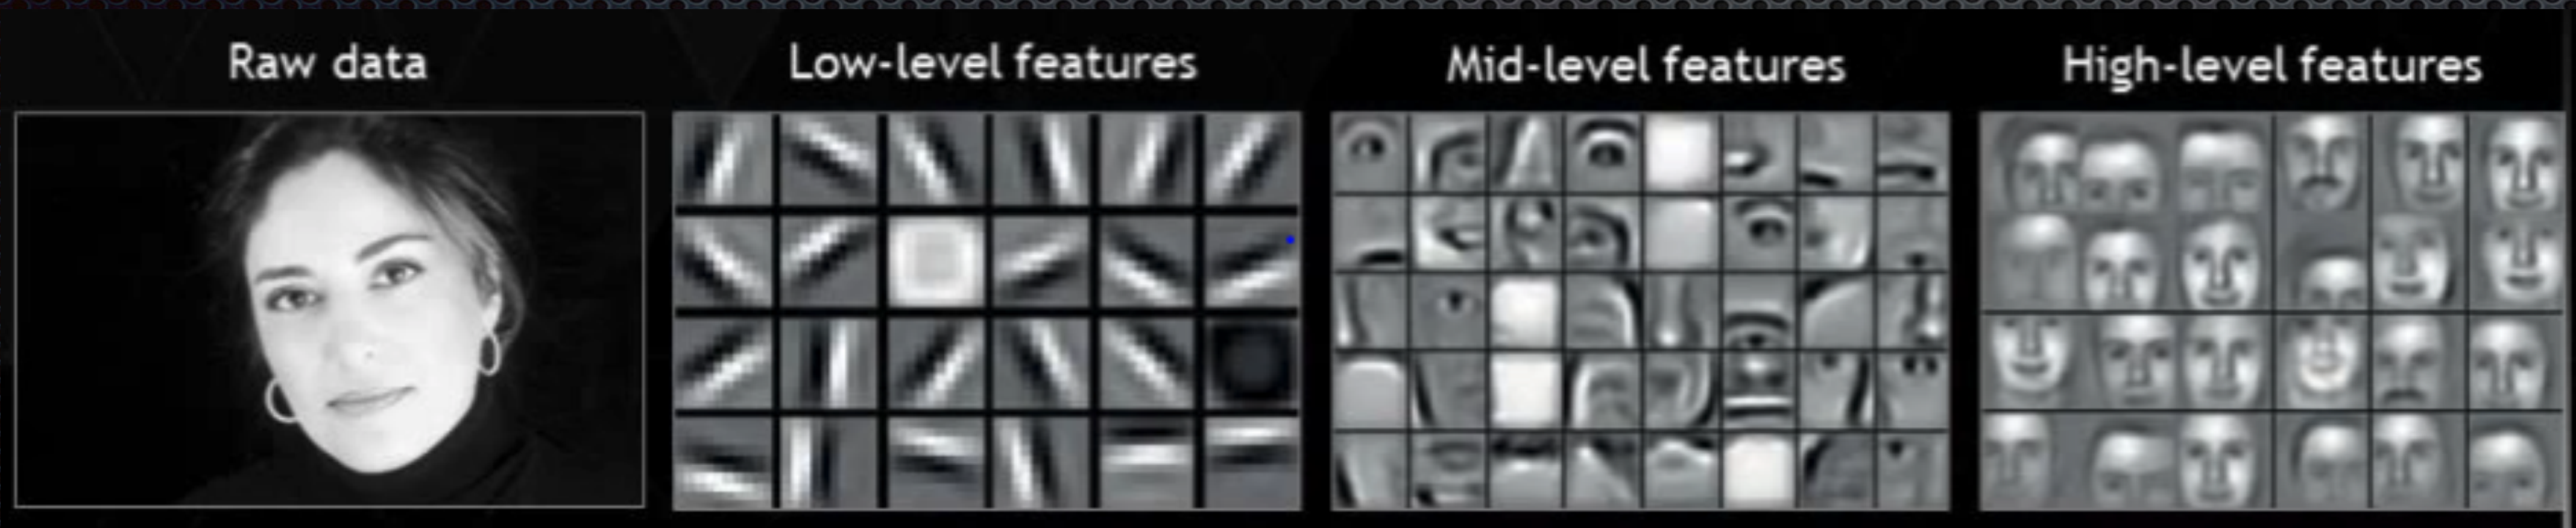 Raw data
Low-level features
Mid-level features
High-level features